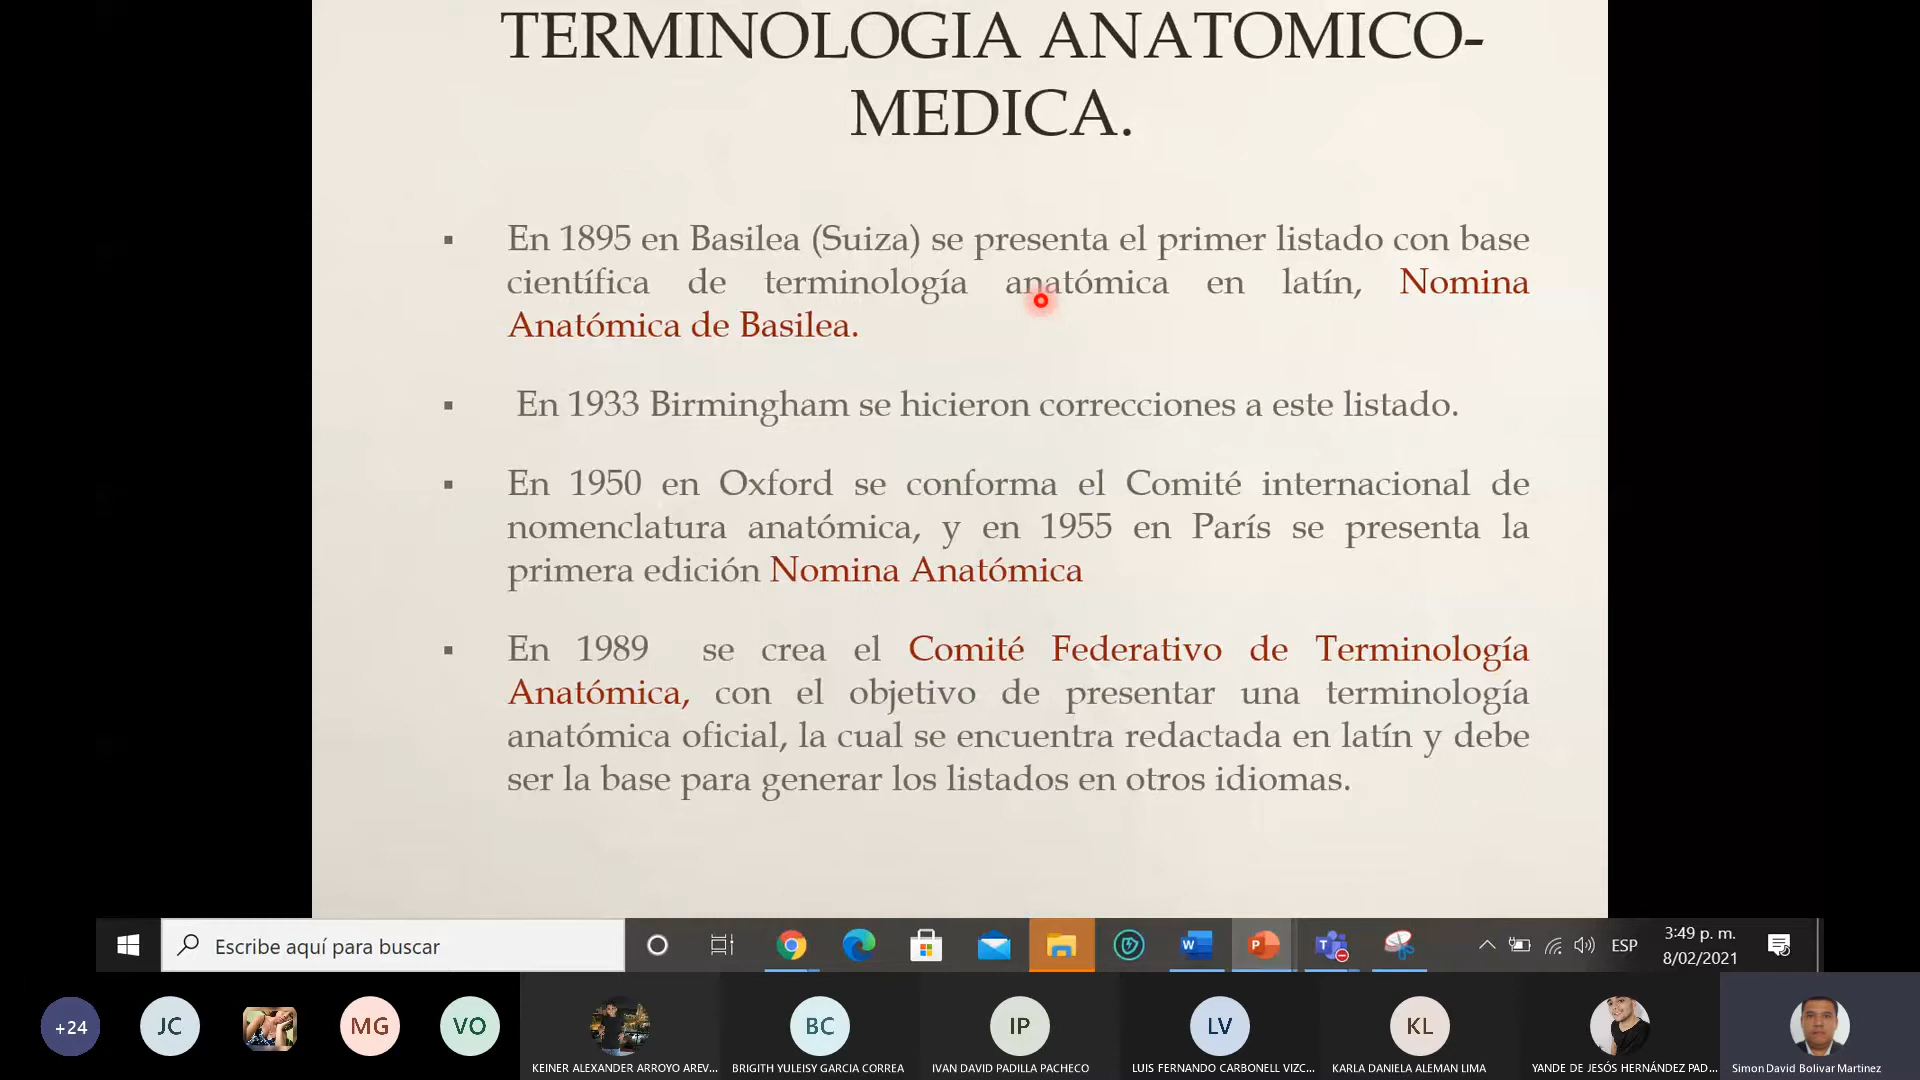 TERMINOLOGIA ANATOMICO-
MEDICA.
▪ En 1895 en Basilea (Suiza) se presenta el primer listado con base
científica de terminología anatómica en latín, Nomina
Anatómica de Basilea.
▪ En 1933 Birmingham se hicieron correcciones a este listado.
▪ En 1950 en Oxford se conforma el Comité internacional de
nomenclatura anatómica, y en 1955 en París se presenta la
primera edición Nomina Anatómica
▪ En 1989 se crea el Comité Federativo de Terminología
Anatómica, con el objetivo de presentar una terminología
anatómica oficial, la cual se encuentra redactada en latín y debe
ser la base para generar los listados en otros idiomas.
Escribe aquí para buscar
W
P
T
ESP
3:49 p. m.
8/02/2021
+24
JC
MG
VO
BC
IP
LV
KL
KEINER ALEXANDER ARROYO AREV...
BRIGITH YULEISY GARCIA CORREA
IVAN DAVID PADILLA PACHECO
LUIS FERNANDO CARBONELL VIZC...
KARLA DANIELA ALEMAN LIMA
YANDE DE JESÚS HERNÁNDEZ PAD...
Simon David Bolivar Martinez